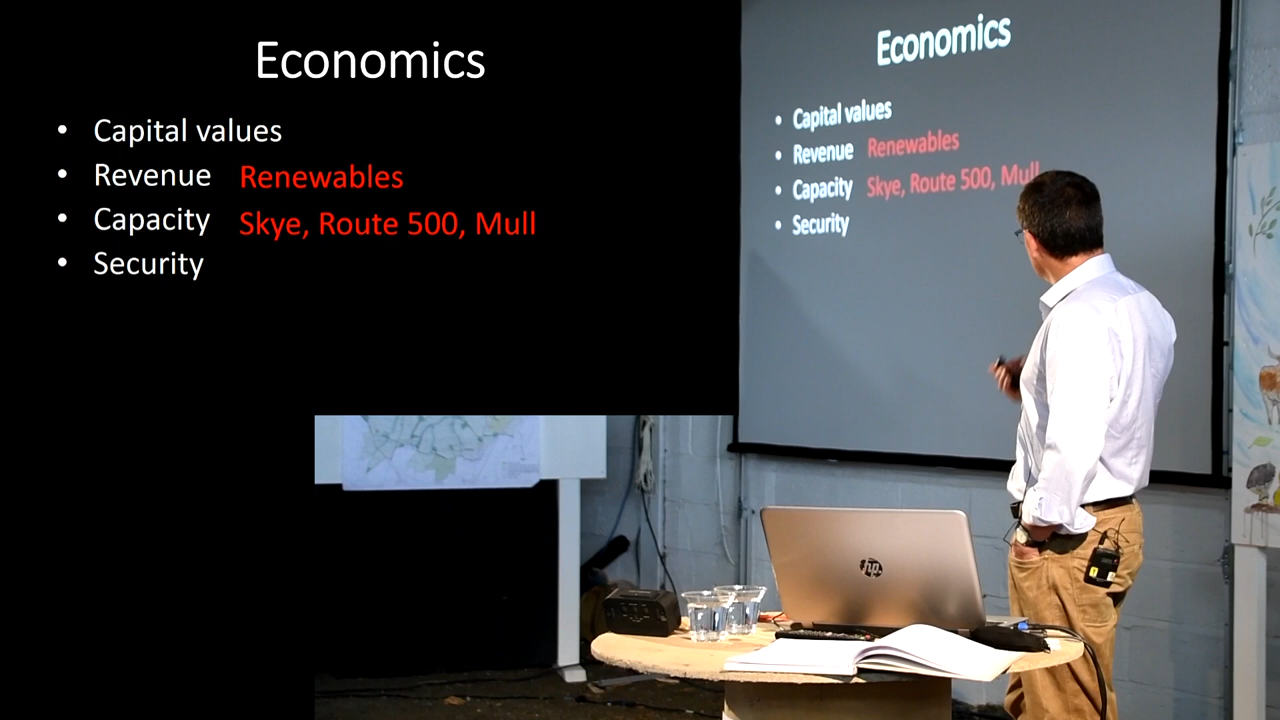 Economics
• Capital values
• Revenue Renewables
• Capacity Skye, Route 500, Mull
• Security
Economics
• Capital values
• Revenue Renewables
• Capacity Skye, Route 500, Mull
• Security
hp